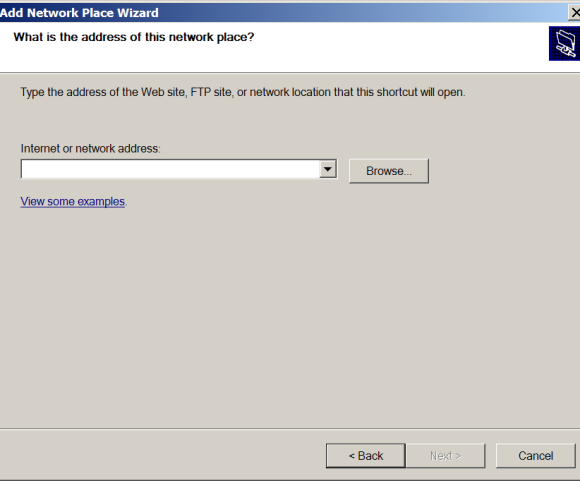 Add Network Place Wizard
What is the address of this network place?
Type the address of the Web site, FTP site, or network location that this shortcut will open.
Internet or network address:
Browse...
View some examples.
< Back
Next >
Cancel